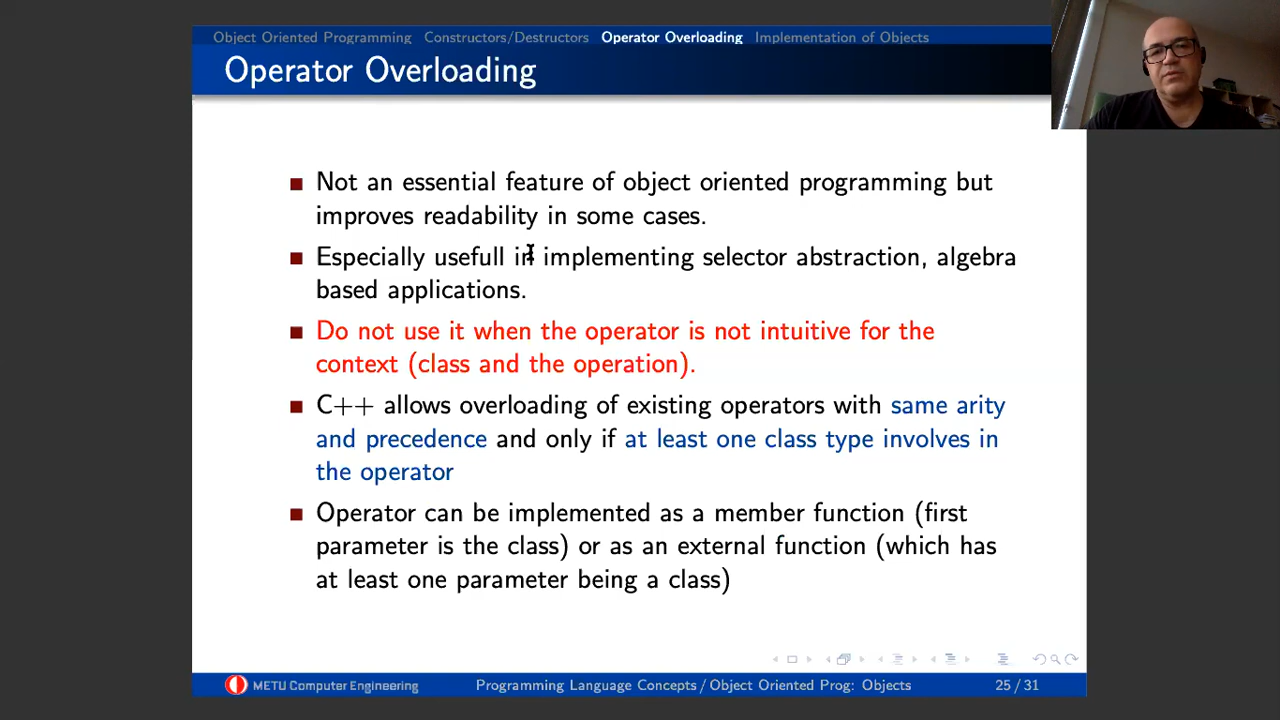 Object Oriented Programming Constructors/Destructors Operator Overloading Implementation of Objects
Operator Overloading
Not an essential feature of object oriented programming but
improves readability in some cases.
Especially usefull in implementing selector abstraction, algebra
based applications.
Do not use it when the operator is not intuitive for the
context (class and the operation).
C++ allows overloading of existing operators with same arity
and precedence and only if at least one class type involves in
the operator
Operator can be implemented as a member function (first
parameter is the class) or as an external function (which has
at least one parameter being a class)
METU Computer Engineering Programming Language Concepts / Object Oriented Prog: Objects 25 / 31